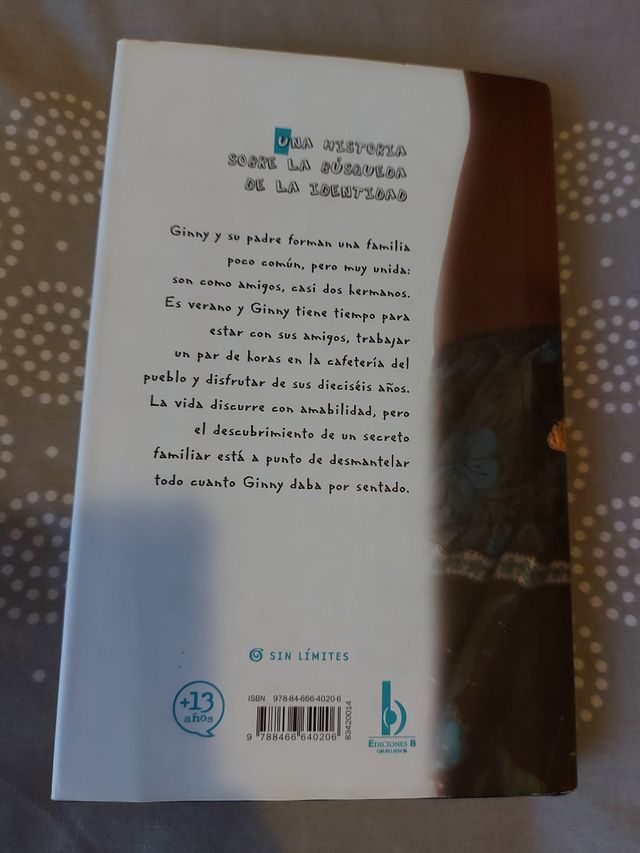 UNA HISTORIA
SOBRE LA BÚSQUEDA
DE LA IDENTIDAD
Ginny y su padre forman una familia
poco común, pero muy unida:
son como amigos, casi dos hermanos.
Es verano y Ginny tiene tiempo para
estar con sus amigos, trabajar
un par de horas en la cafetería del
pueblo y disfrutar de sus dieciséis años.
La vida discurre con amabilidad, pero
el descubrimiento de un secreto
familiar está a punto de desmantelar
todo cuanto Ginny daba por sentado.
SIN LÍMITES
+13
años
ISBN 978-84-666-4020-6
9 788466 640206
83420014
b
EDICIONES B
GRUPO ZETA